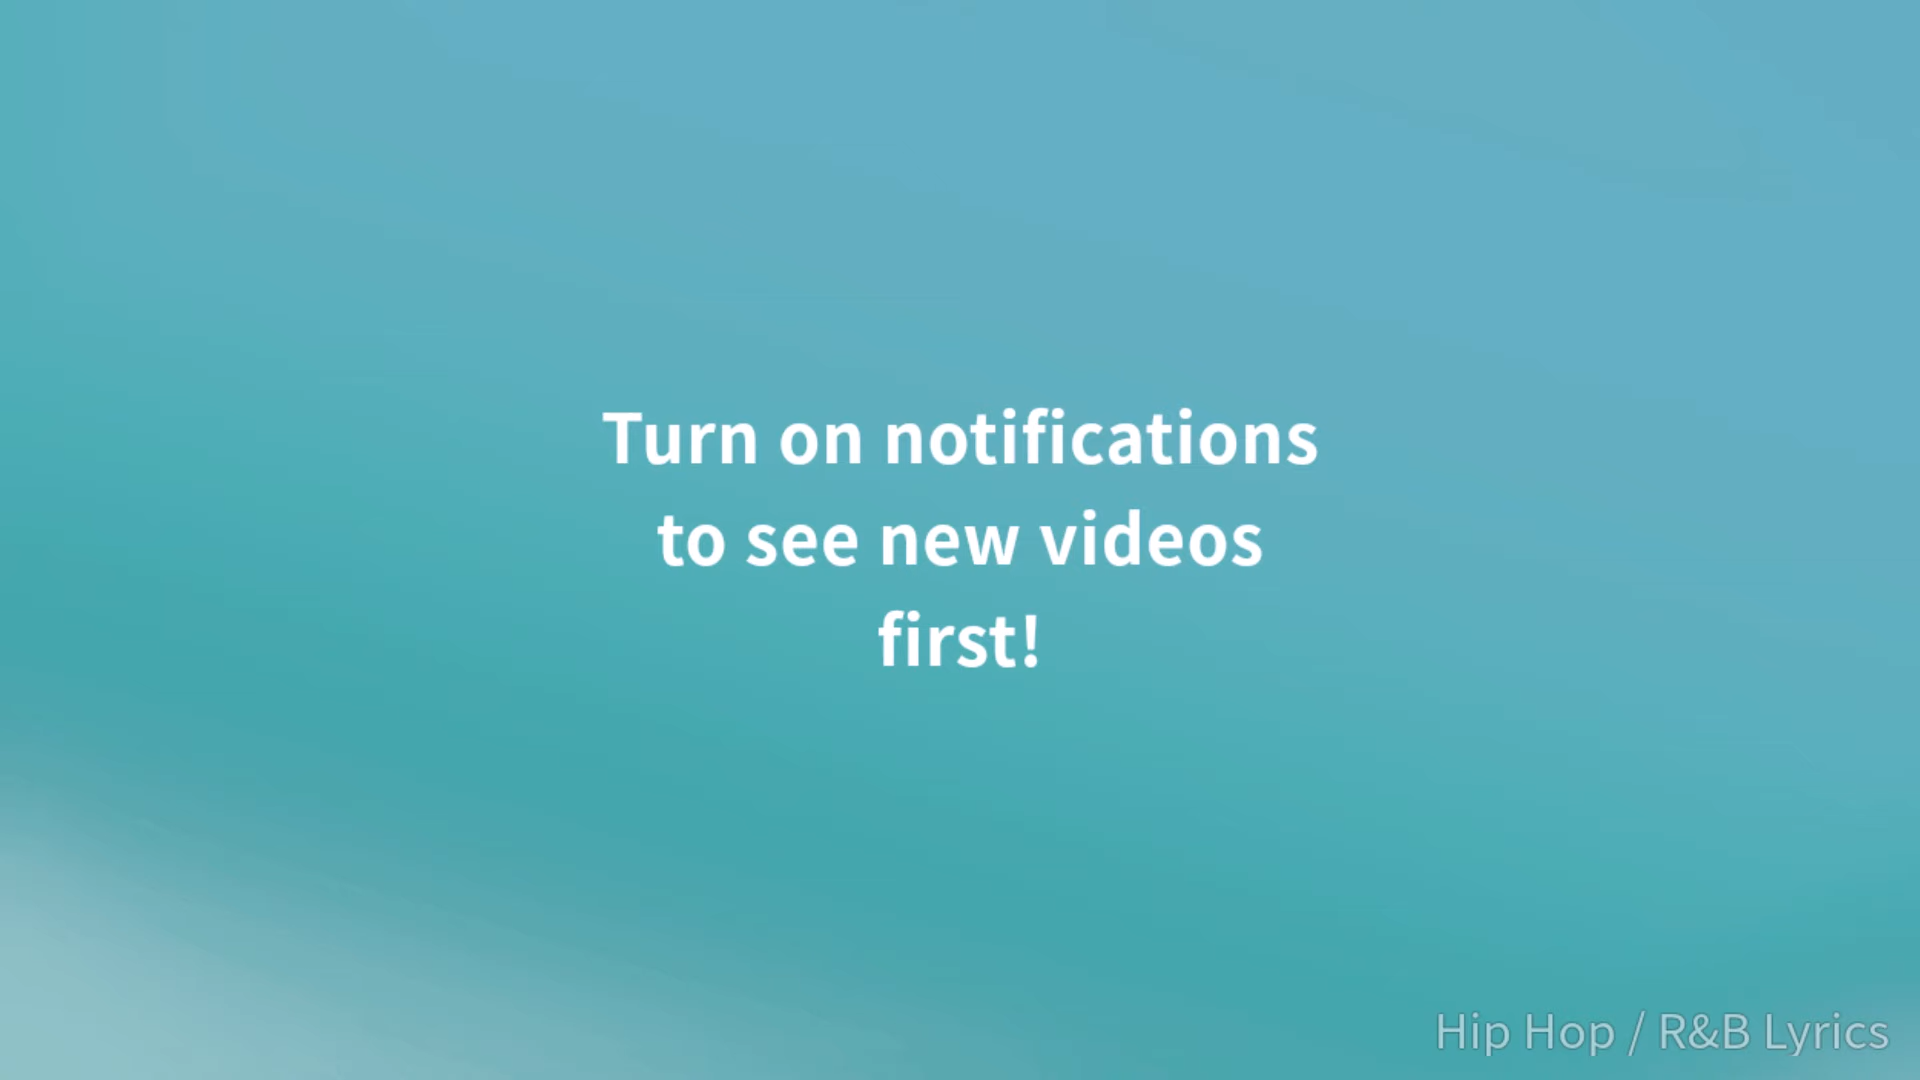 Turn on notifications
to see new videos
first!
Hip Hop / R&B Lyrics